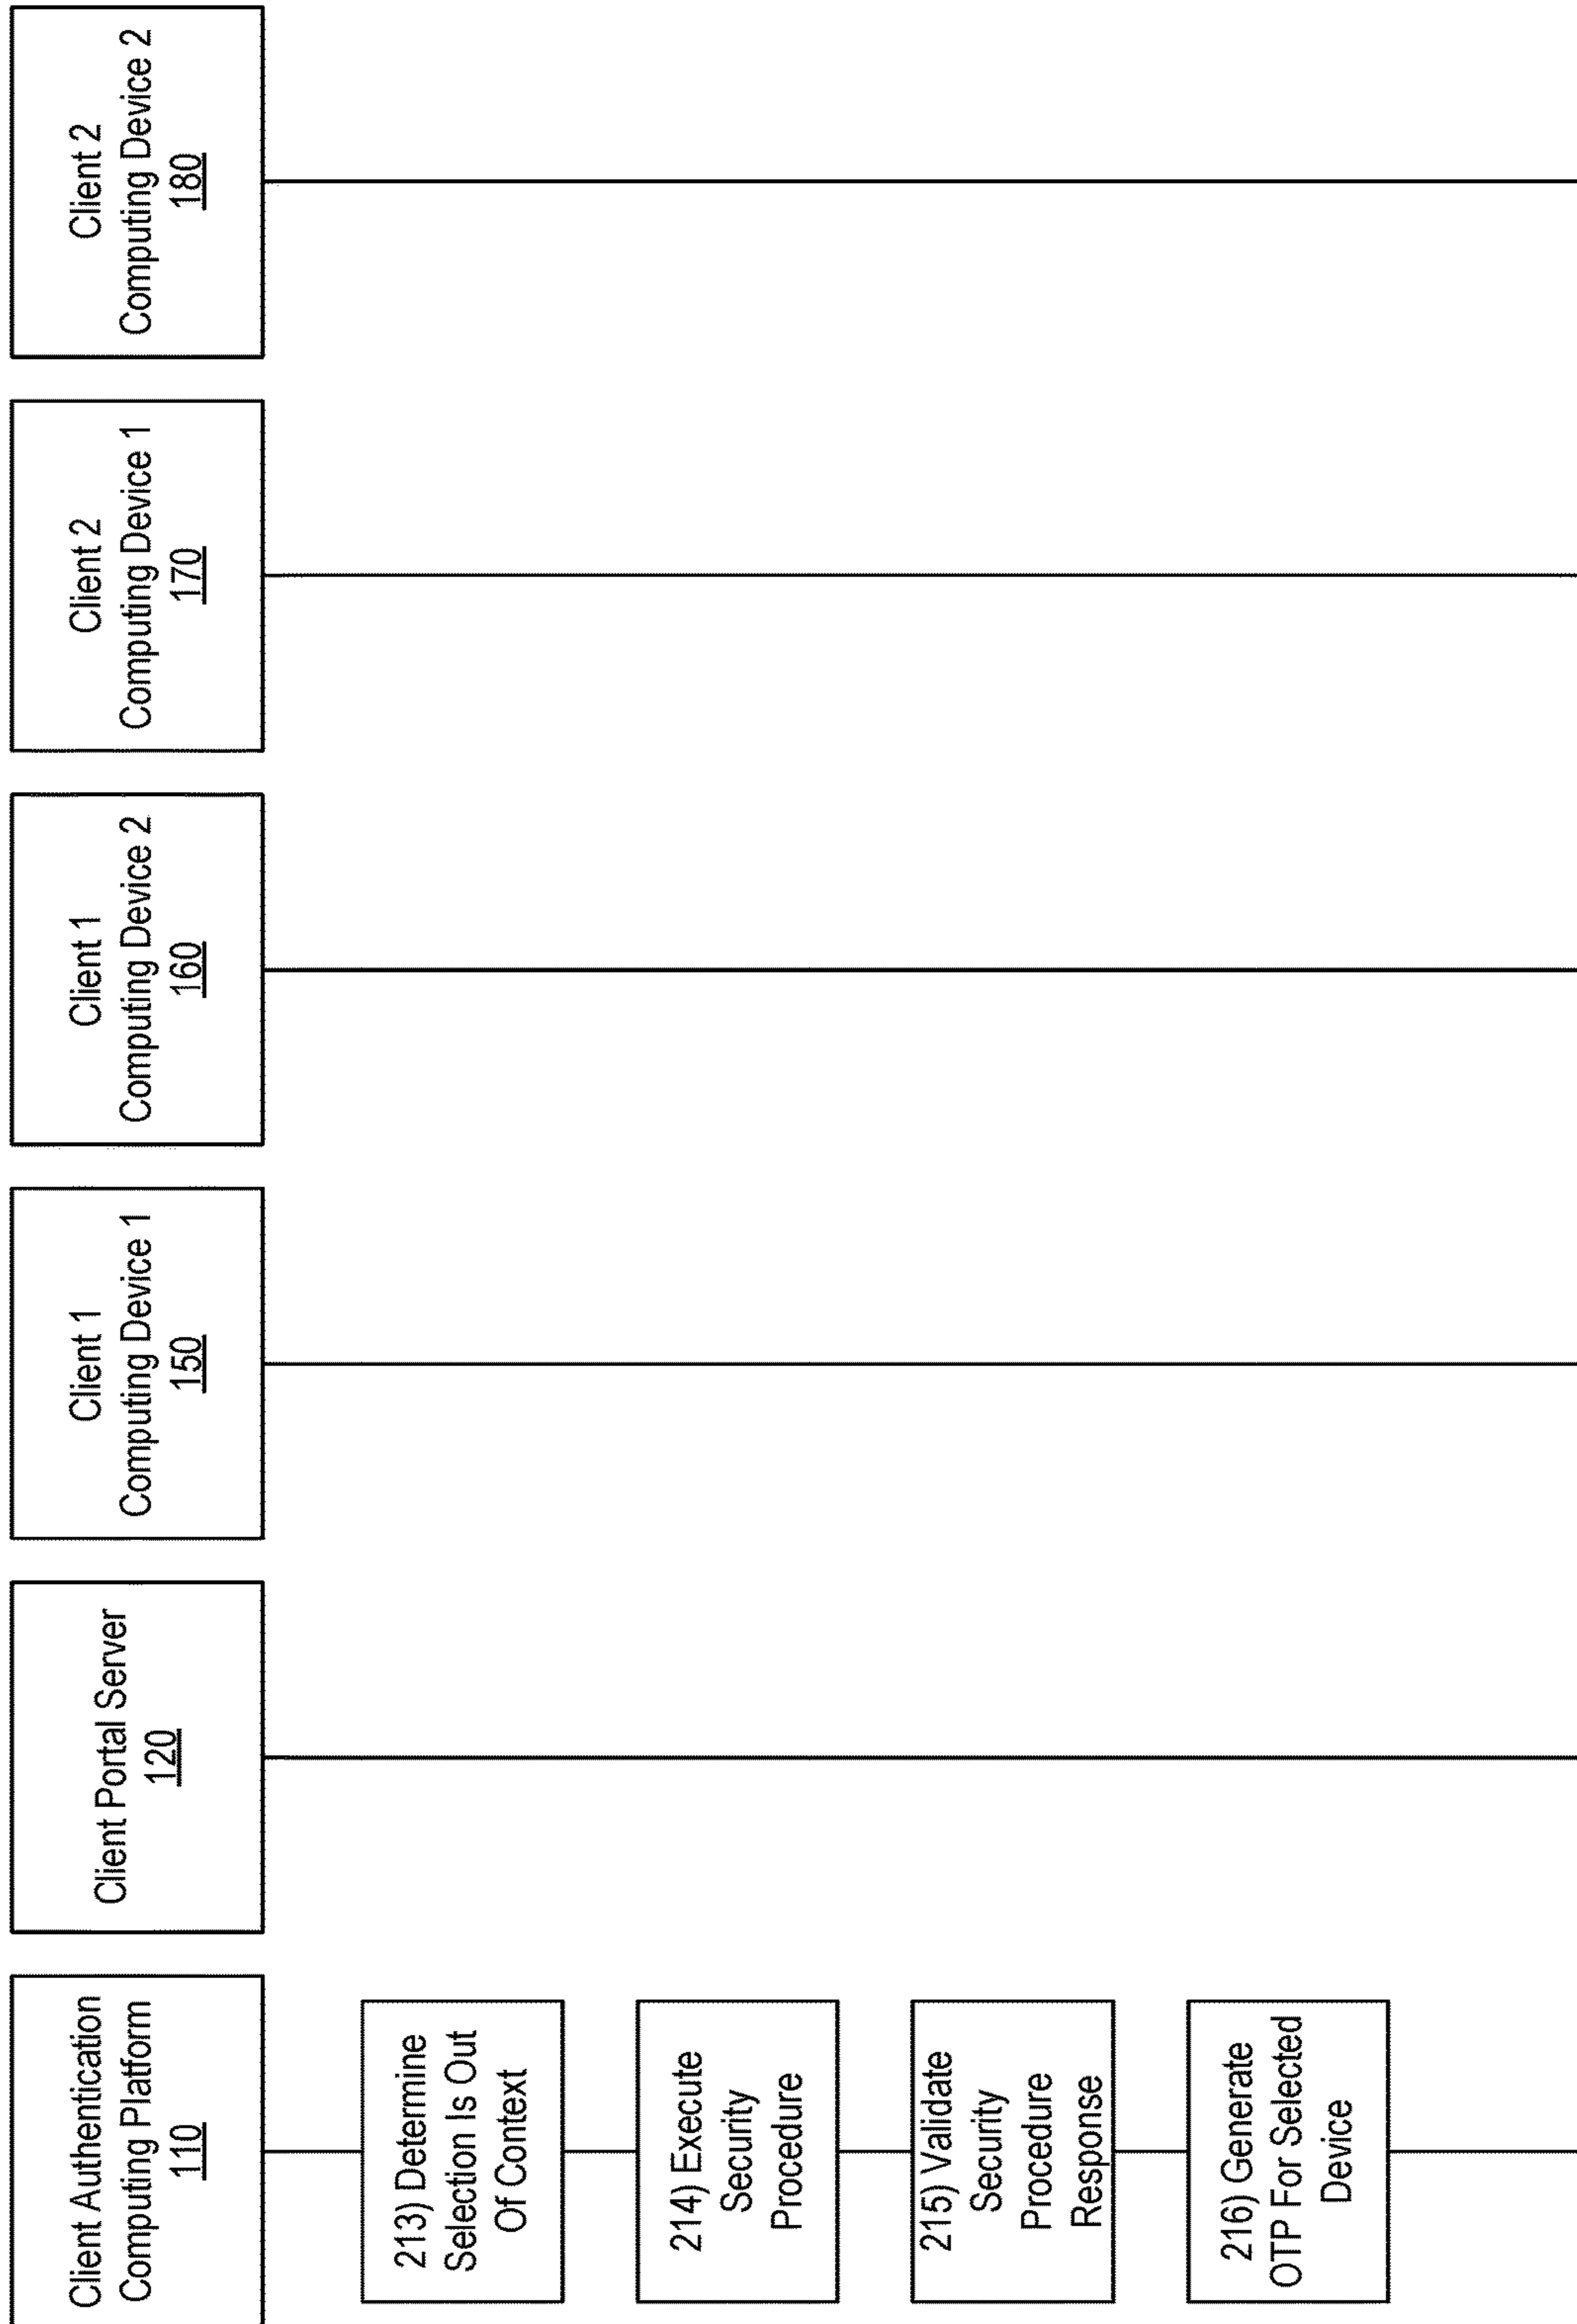 Client Authentication
Computing Platform
110
Client Portal Server
120
Client 1
Computing Device 1
150
Client 1
Computing Device 2
160
Client 2
Computing Device 1
170
Client 2
Computing Device 2
180
213) Determine
Selection Is Out
Of Context
214) Execute
Security
Procedure
215) Validate
Security
Procedure
Response
216) Generate
OTP For Selected
Device